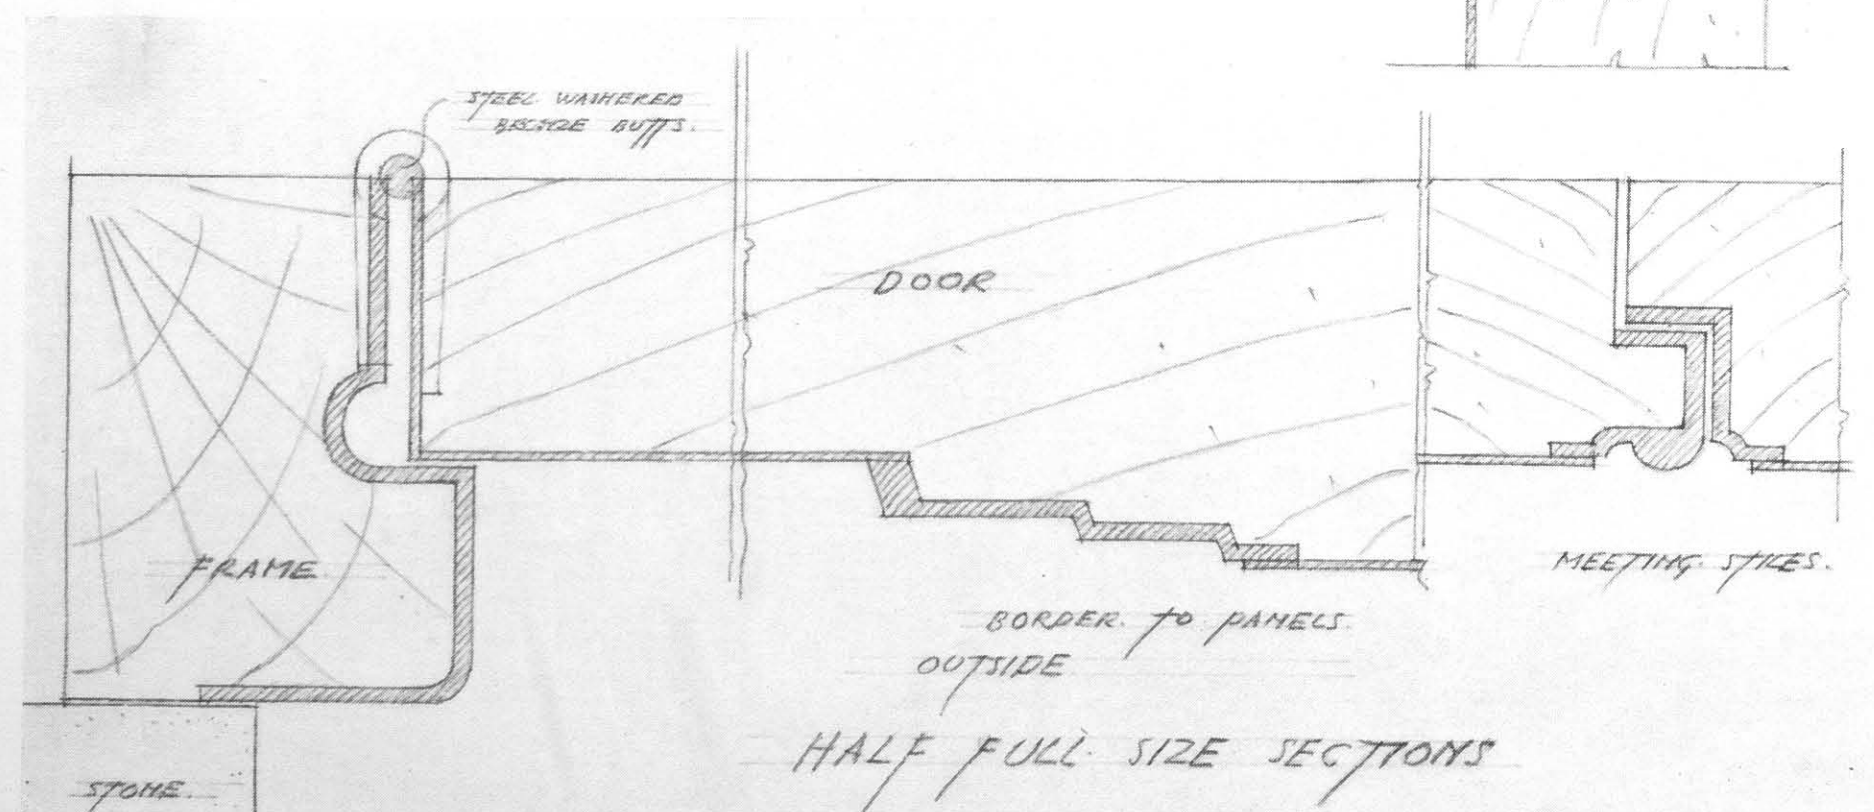 STEEL WASHERED
BRONZE BUTTS.
DOOR
FRAME
MEETING. STILES.
BORDER. TO PANELS.
OUTSIDE
HALF FULL SIZE SECTIONS
STONE.